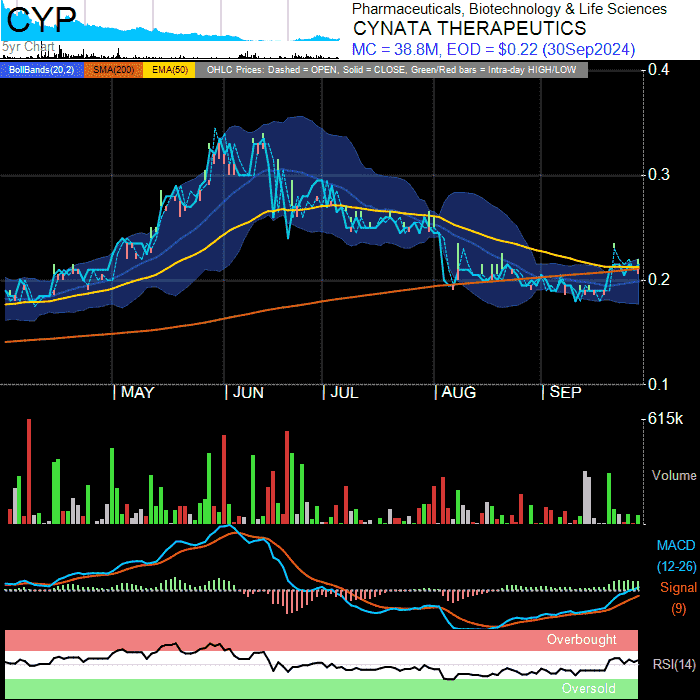 CYP
5yr Chart
Pharmaceuticals, Biotechnology & Life Sciences
CYNATA THERAPEUTICS
MC = 38.8M, EOD = $0.22 (30Sep2024)
BollBands(20,2) SMA(200) EMA(50) OHLC Prices: Dashed = OPEN, Solid = CLOSE, Green/Red bars = Intra-day HIGH/LOW
0.4
0.3
0.2
0.1
| MAY | JUN | JUL | AUG | SEP
615k
Volume
MACD
(12-26)
Signal
(9)
Overbought
RSI(14)
Oversold